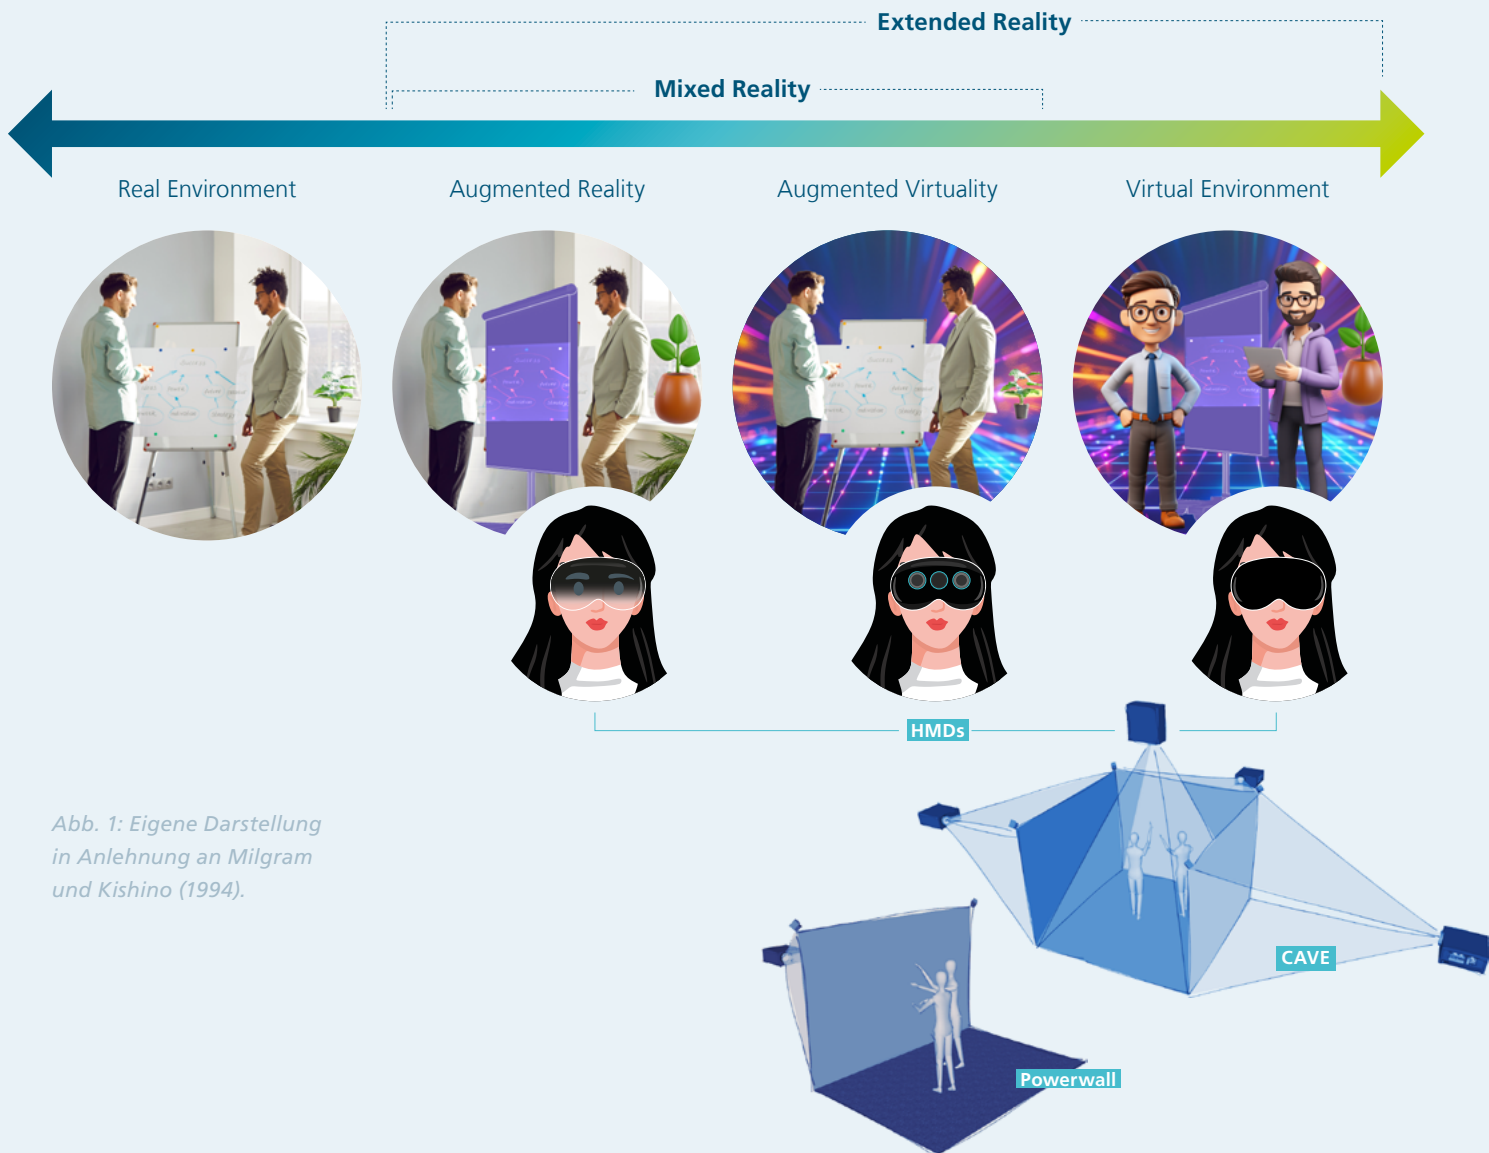 Extended Reality
Mixed Reality
Real Environment
Augmented Reality
Augmented Virtuality
Virtual Environment
HMDs
Abb. 1: Eigene Darstellung
in Anlehnung an Milgram
und Kishino (1994).
CAVE
Powerwall